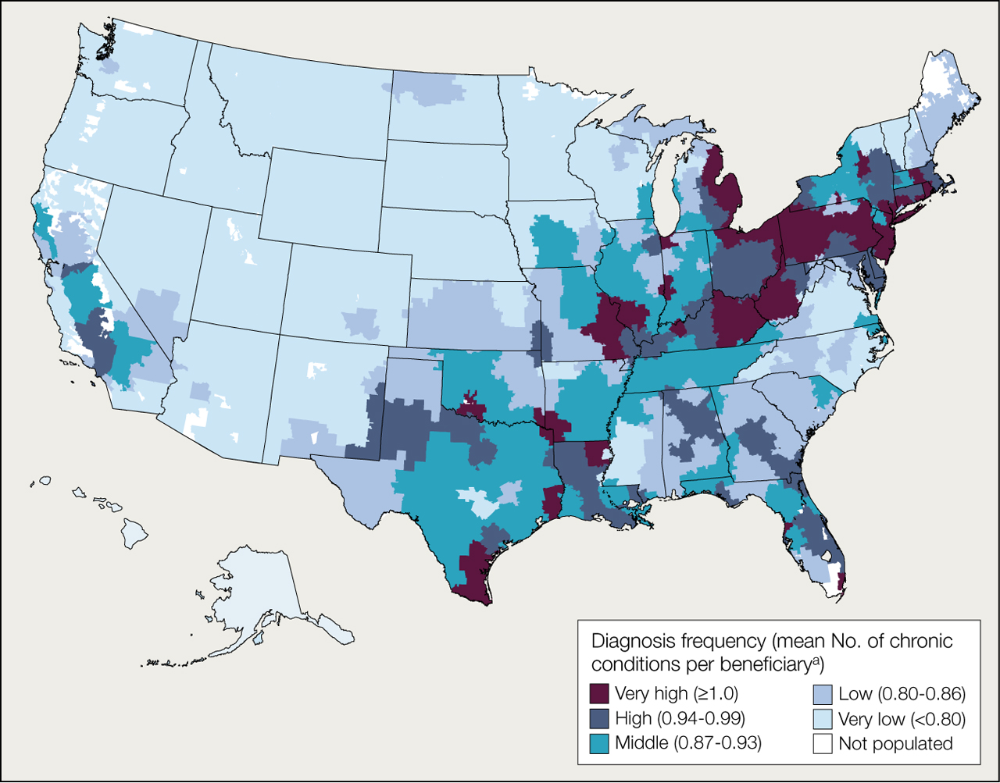 Diagnosis frequency (mean No. of chronic
conditions per beneficiaryª)
Very high (≥1.0)
High (0.94-0.99)
Middle (0.87-0.93)
Low (0.80-0.86)
Very low (<0.80)
Not populated